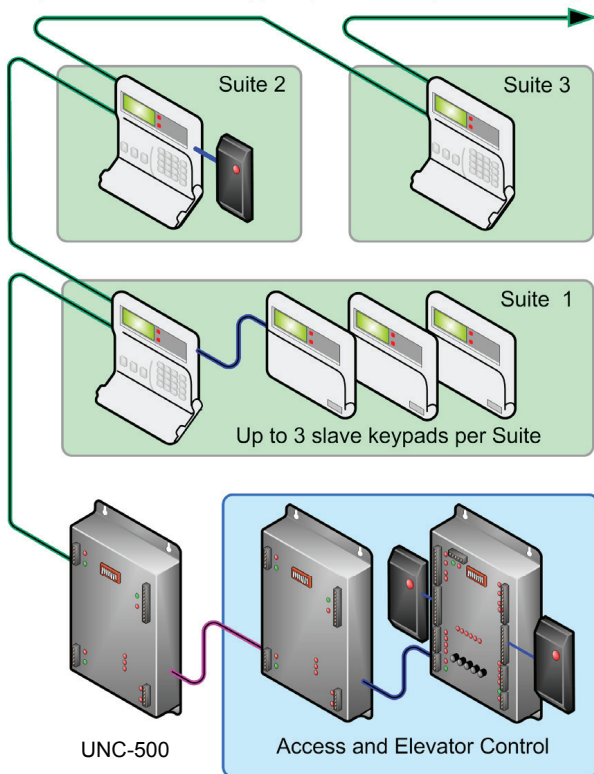 Suite 2
Suite 3
Suite 1
Up to 3 slave keypads per Suite
UNC-500
Access and Elevator Control